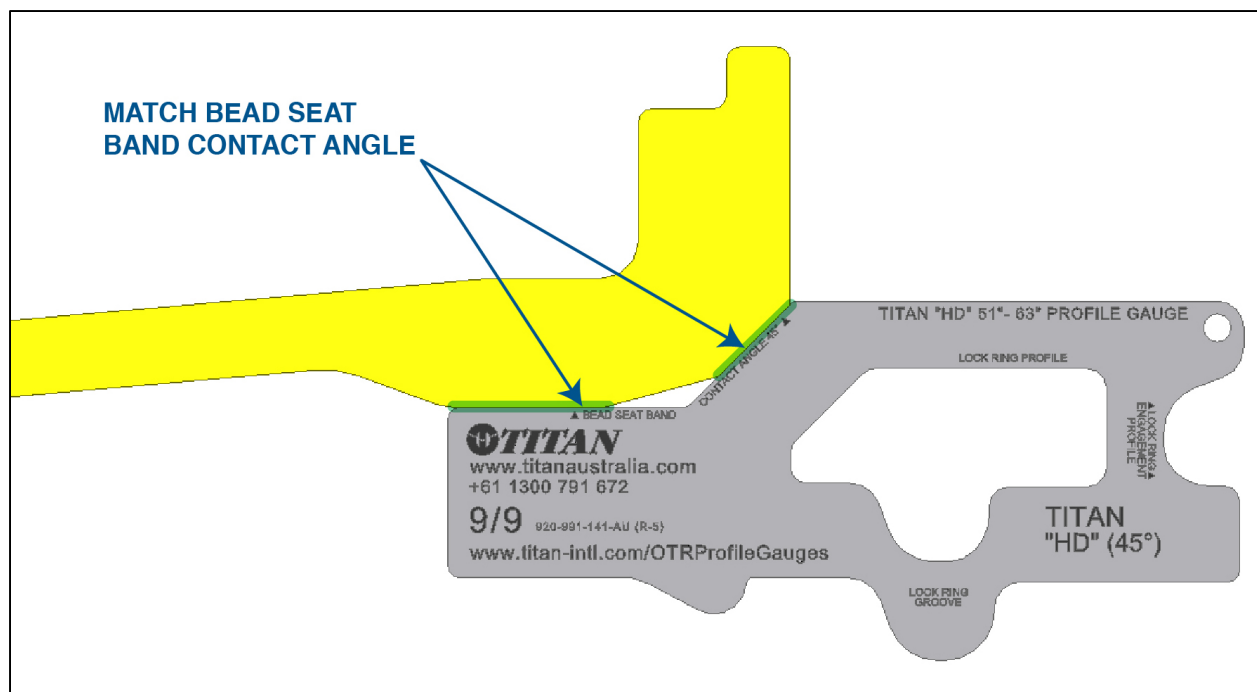 MATCH BEAD SEAT
BAND CONTACT ANGLE
TITAN "HD" 51"- 63" PROFILE GAUGE
LOCK RING PROFILE
CONTACT ANGLE 45° ▲
▲ BEAD SEAT BAND
▲LOCK RING▲
ENGAGEMENT
PROFILE
TITAN
www.titanaustralia.com
+61 1300 791 672
9/9 920-991-141-AU (R-5)
www.titan-intl.com/OTRProfileGauges
TITAN
"HD" (45°)
LOCK RING
GROOVE